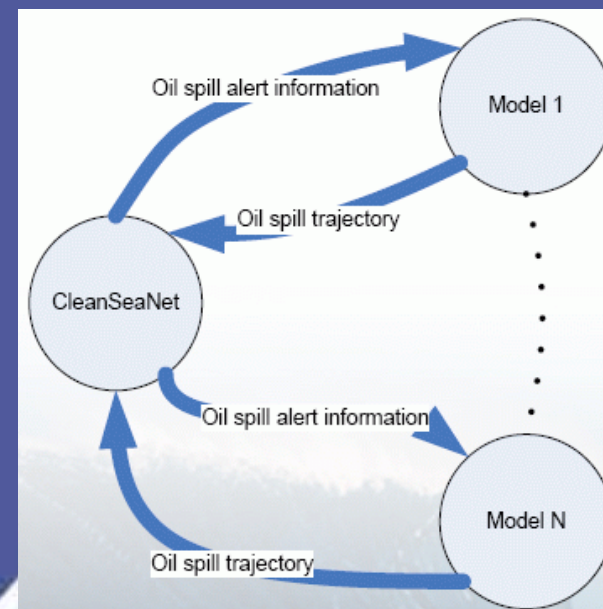 Oil spill alert information
Model 1
Oil spill trajectory
CleanSeaNet
Oil spill alert information
Model N
Oil spill trajectory